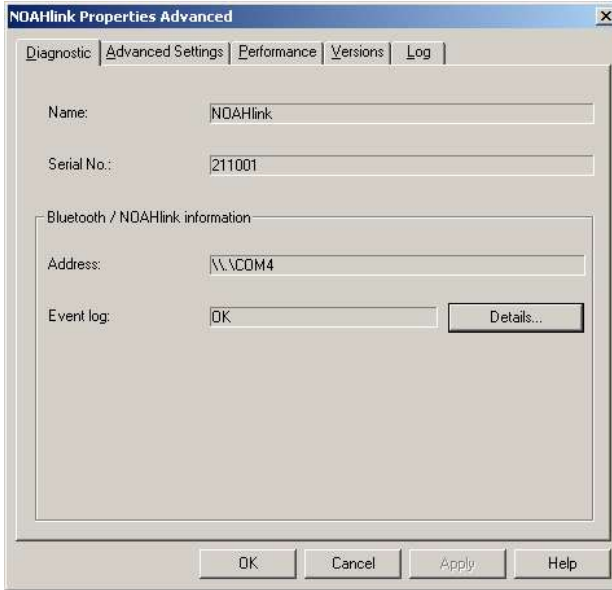 NOAHlink Properties Advanced
Diagnostic Advanced Settings Performance Versions Log
Name: NOAHlink
Serial No.: 211001
Bluetooth / NOAHlink information
Address: \\.\COM4
Event log: OK Details...
OK Cancel Apply Help